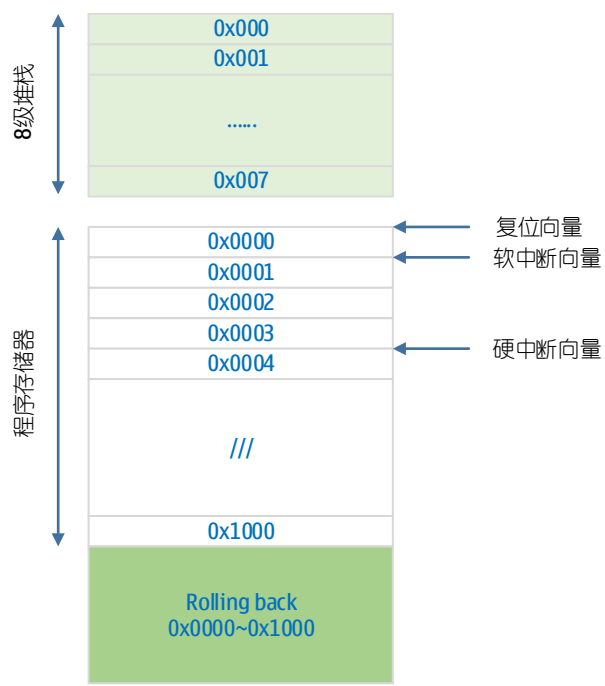 0x000
0x001
……
0x007
8级堆栈
0x0000
0x0001
0x0002
0x0003
0x0004
///
0x1000
程序存储器
复位向量
软中断向量
硬中断向量
Rolling back
0x0000~0x1000